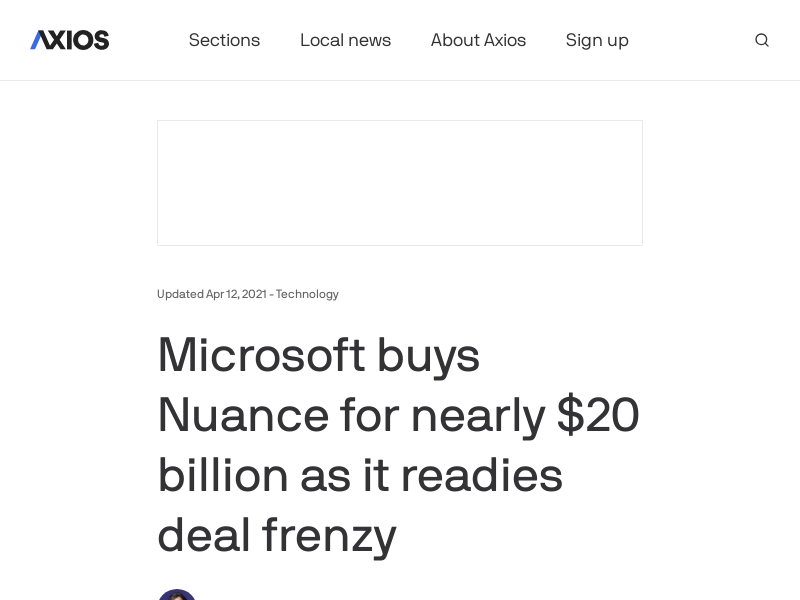 AXIOS Sections Local news About Axios Sign up
Updated Apr 12, 2021 - Technology
Microsoft buys
Nuance for nearly $20
billion as it readies
deal frenzy